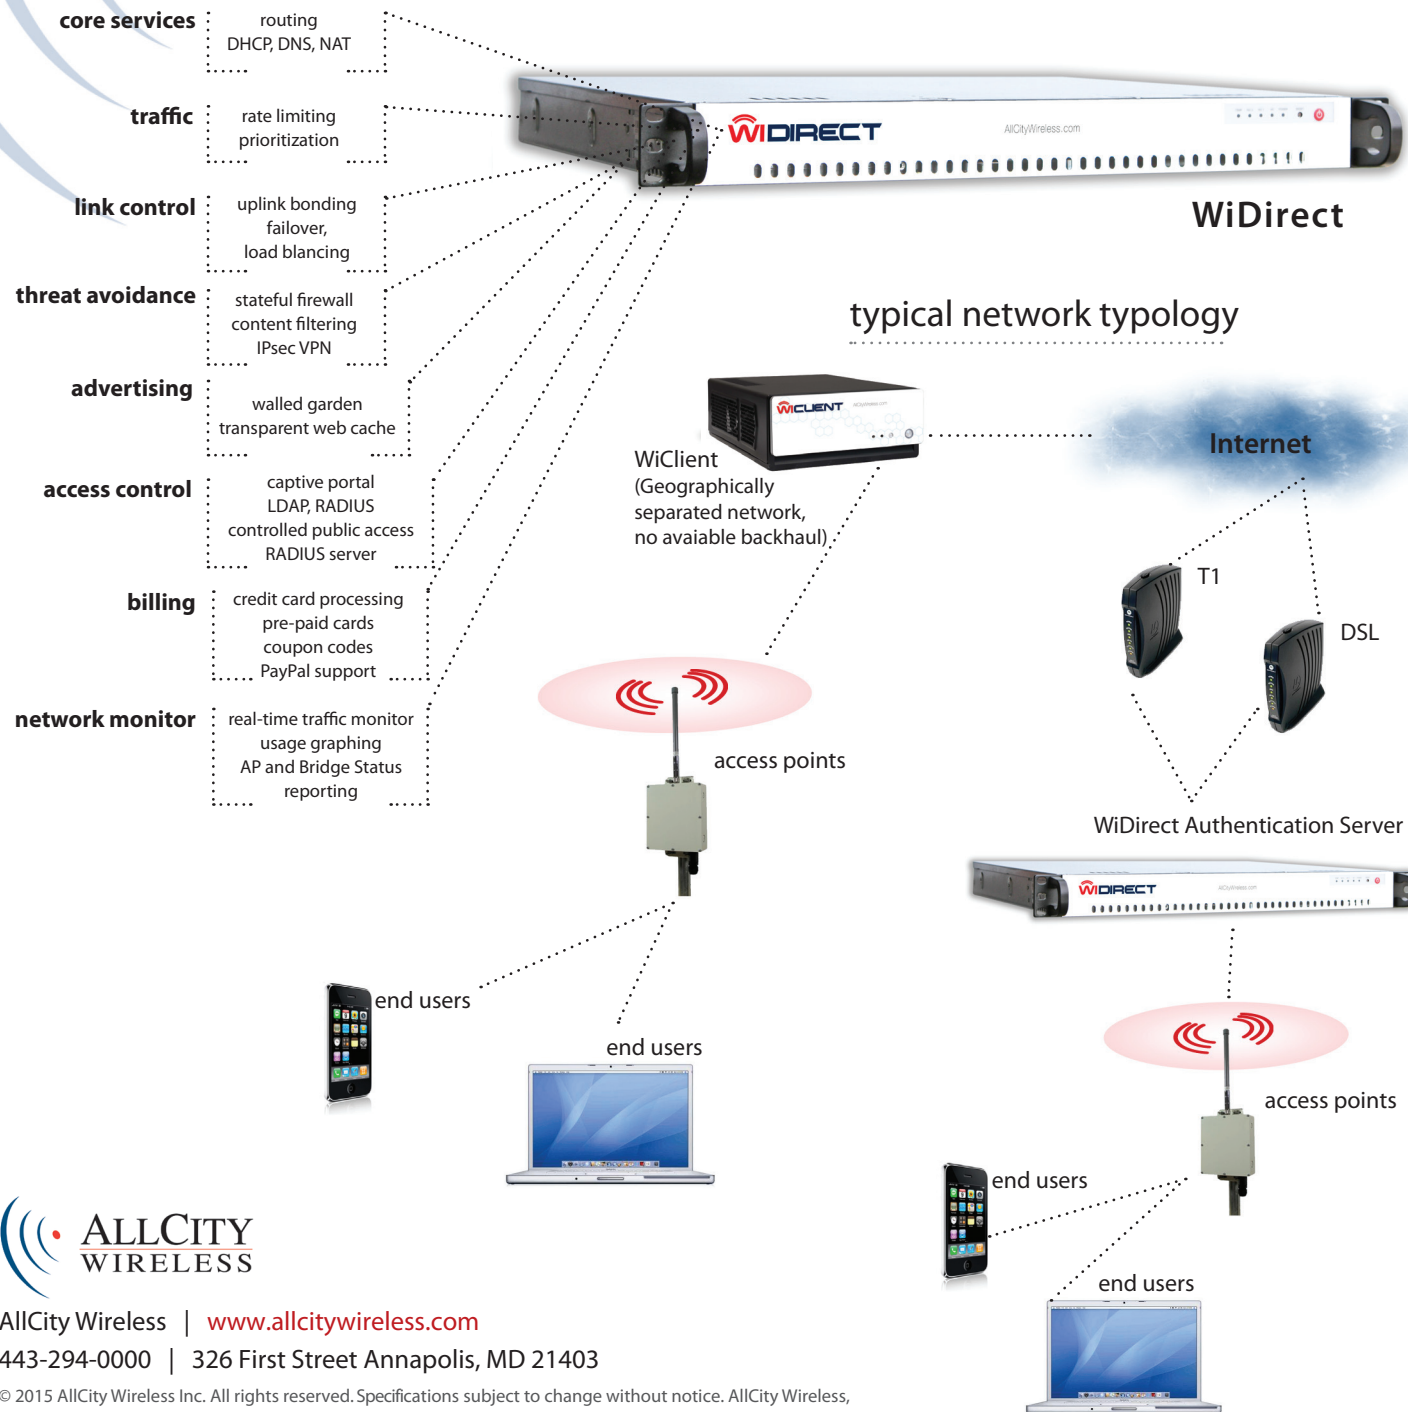 core services
routing
DHCP, DNS, NAT
traffic
rate limiting
prioritization
link control
uplink bonding
failover,
load blancing
threat avoidance
stateful firewall
content filtering
IPsec VPN
advertising
walled garden
transparent web cache
access control
captive portal
LDAP, RADIUS
controlled public access
RADIUS server
billing
credit card processing
pre-paid cards
coupon codes
PayPal support
network monitor
real-time traffic monitor
usage graphing
AP and Bridge Status
reporting
WIDIRECT
AllCityWireless.com
WiDirect
typical network typology
WICLIENT
AllCityWireless.com
WiClient
(Geographically
separated network,
no avaiable backhaul)
Internet
T1
DSL
access points
WiDirect Authentication Server
WIDIRECT
AllCityWireless.com
end users
end users
access points
end users
end users
ALLCITY
WIRELESS
AllCity Wireless | www.allcitywireless.com
443-294-0000 | 326 First Street Annapolis, MD 21403
© 2015 AllCity Wireless Inc. All rights reserved. Specifications subject to change without notice. AllCity Wireless,